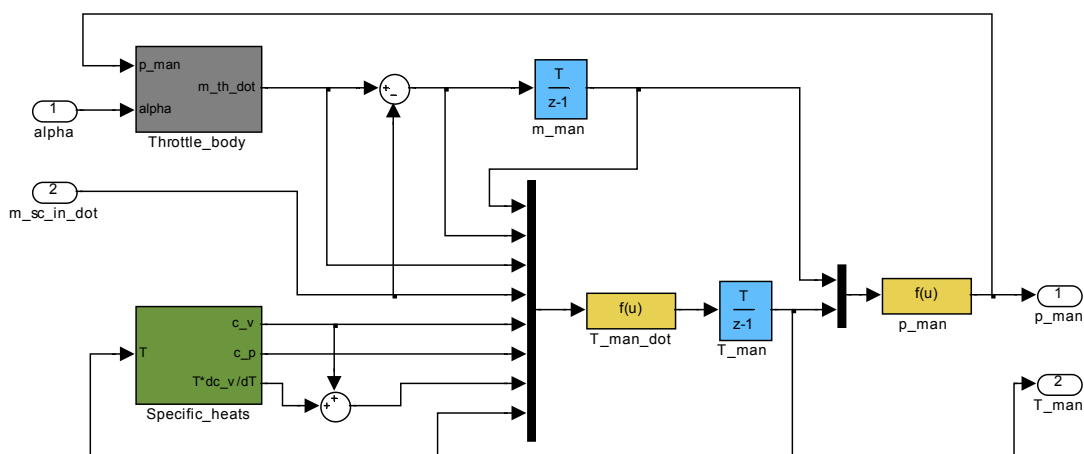 p_man
m_th_dot
alpha
Throttle_body
1
alpha
+
−
T
z-1
m_man
2
m_sc_in_dot
c_v
T
c_p
T*dc_v/dT
Specific_heats
+
+
f(u)
T_man_dot
T
z-1
T_man
f(u)
p_man
1
p_man
2
T_man